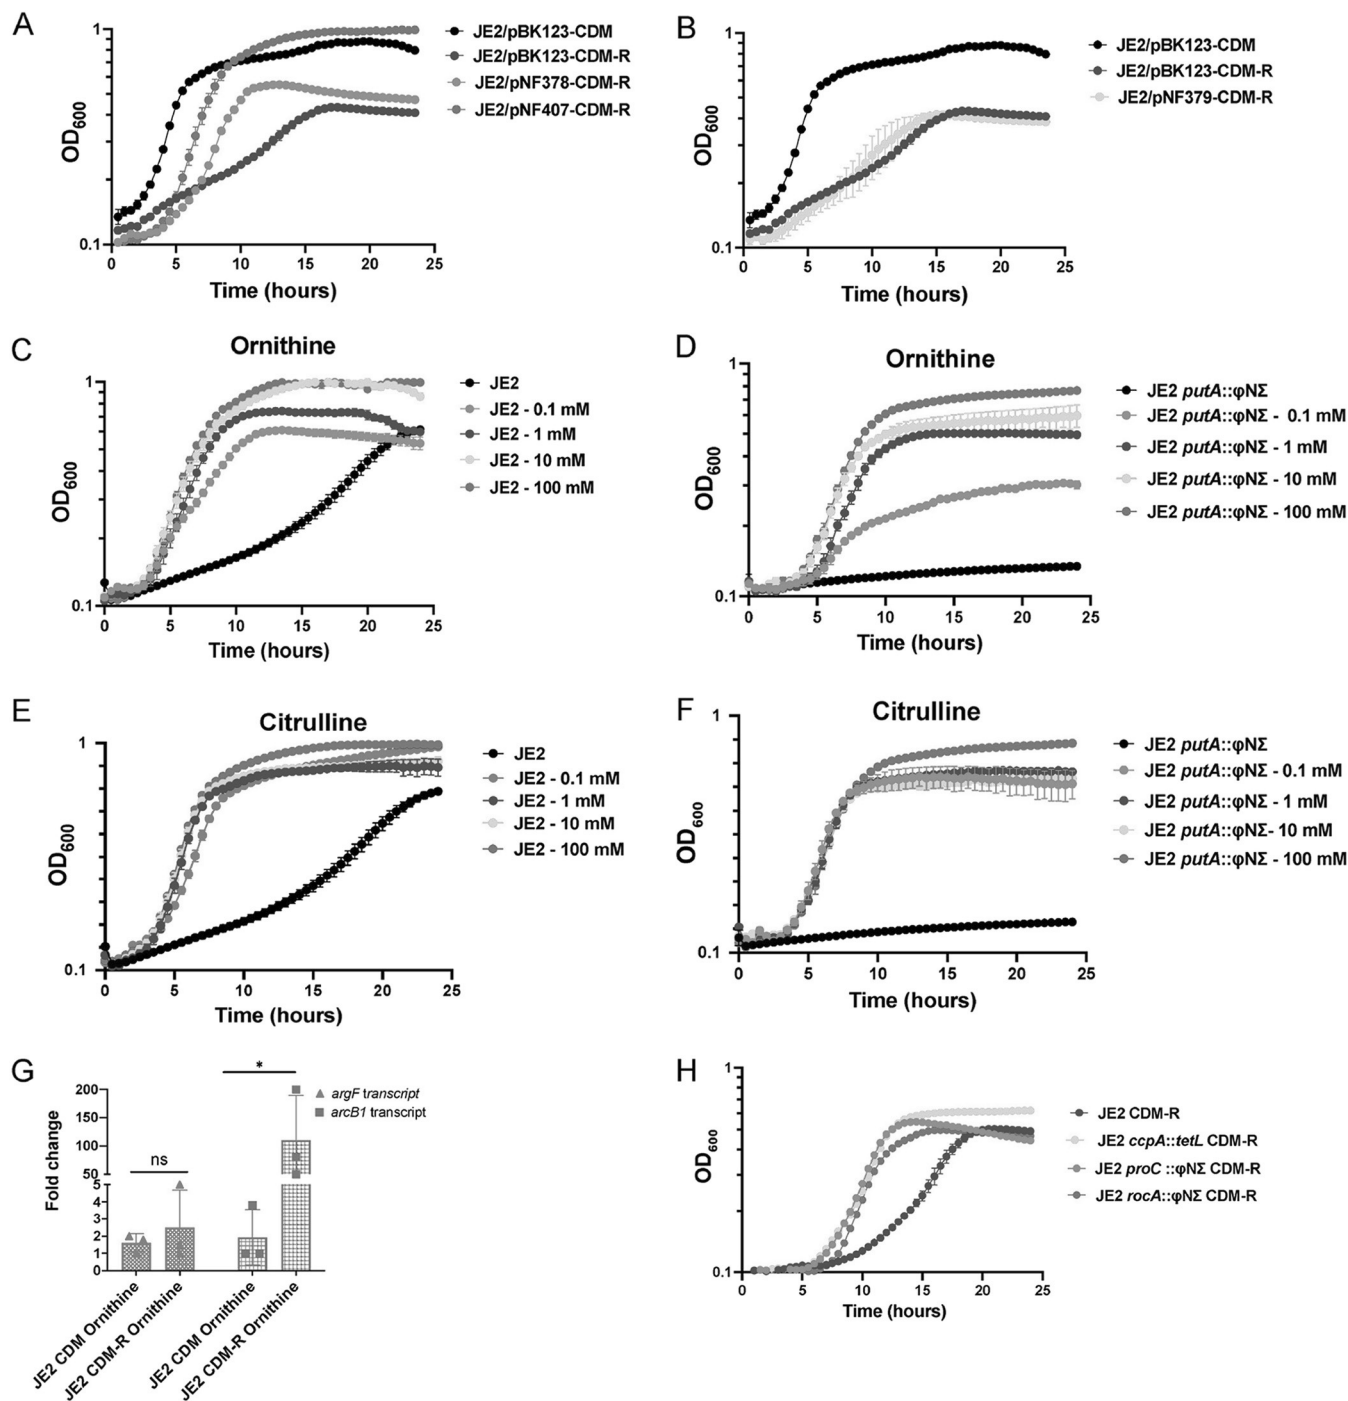 A
1
0.1
OD600
0 5 10 15 20 25
Time (hours)
JE2/pBK123-CDM
JE2/pBK123-CDM-R
JE2/pNF378-CDM-R
JE2/pNF407-CDM-R
B
1
0.1
OD600
0 5 10 15 20 25
Time (hours)
JE2/pBK123-CDM
JE2/pBK123-CDM-R
JE2/pNF379-CDM-R
C
Ornithine
1
0.1
OD600
0 5 10 15 20 25
Time (hours)
JE2
JE2 - 0.1 mM
JE2 - 1 mM
JE2 - 10 mM
JE2 - 100 mM
D
Ornithine
1
0.1
OD600
0 5 10 15 20 25
Time (hours)
JE2 putA::φNΣ
JE2 putA::φNΣ - 0.1 mM
JE2 putA::φNΣ - 1 mM
JE2 putA::φNΣ - 10 mM
JE2 putA::φNΣ - 100 mM
E
Citrulline
1
0.1
OD600
0 5 10 15 20 25
Time (hours)
JE2
JE2 - 0.1 mM
JE2 - 1 mM
JE2 - 10 mM
JE2 - 100 mM
F
Citrulline
1
0.1
OD600
0 5 10 15 20 25
Time (hours)
JE2 putA::φNΣ
JE2 putA::φNΣ - 0.1 mM
JE2 putA::φNΣ - 1 mM
JE2 putA::φNΣ- 10 mM
JE2 putA::φNΣ - 100 mM
G
Fold change
200
150
100
50
5
4
3
2
1
0
ns
*
argF transcript
arcB1 transcript
JE2 CDM Ornithine
JE2 CDM-R Ornithine
JE2 CDM Ornithine
JE2 CDM-R Ornithine
H
1
0.1
OD600
0 5 10 15 20 25
Time (hours)
JE2 CDM-R
JE2 ccpA::tetL CDM-R
JE2 proC ::φNΣ CDM-R
JE2 rocA::φNΣ CDM-R